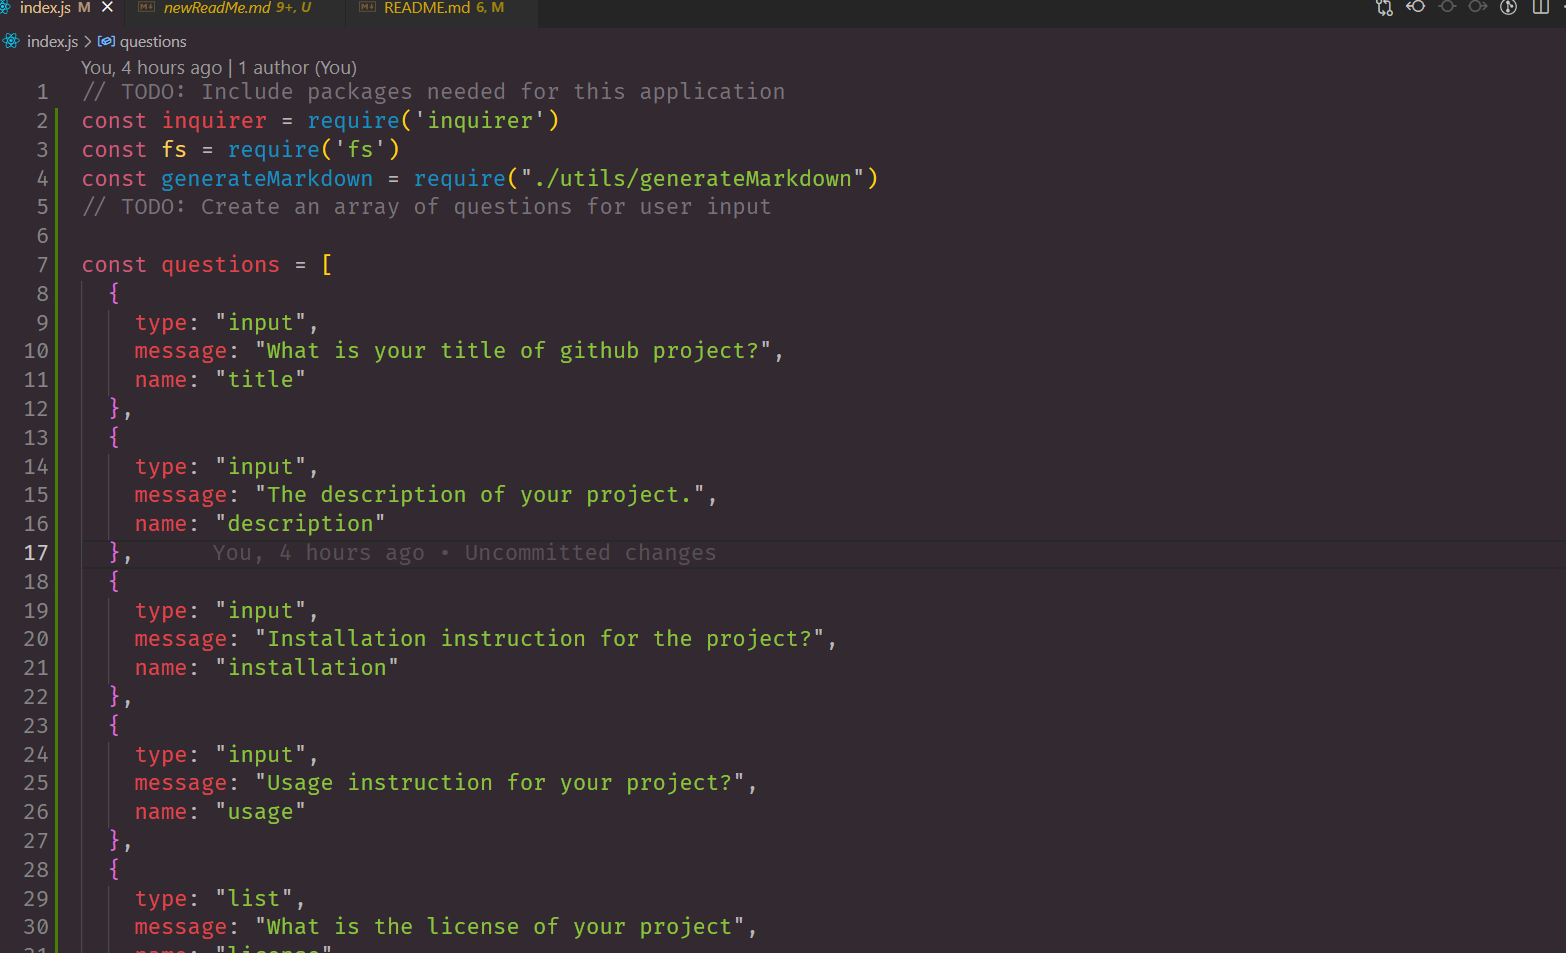 index.js M newReadMe.md 9+, U README.md 6, M
index.js > questions
You, 4 hours ago | 1 author (You)
1 // TODO: Include packages needed for this application
2 const inquirer = require('inquirer')
3 const fs = require('fs')
4 const generateMarkdown = require("./utils/generateMarkdown")
5 // TODO: Create an array of questions for user input
6
7 const questions = [
8 {
9 type: "input",
10 message: "What is your title of github project?",
11 name: "title"
12 },
13 {
14 type: "input",
15 message: "The description of your project.",
16 name: "description"
17 }, You, 4 hours ago • Uncommitted changes
18 {
19 type: "input",
20 message: "Installation instruction for the project?",
21 name: "installation"
22 },
23 {
24 type: "input",
25 message: "Usage instruction for your project?",
26 name: "usage"
27 },
28 {
29 type: "list",
30 message: "What is the license of your project",
31 name: "license"